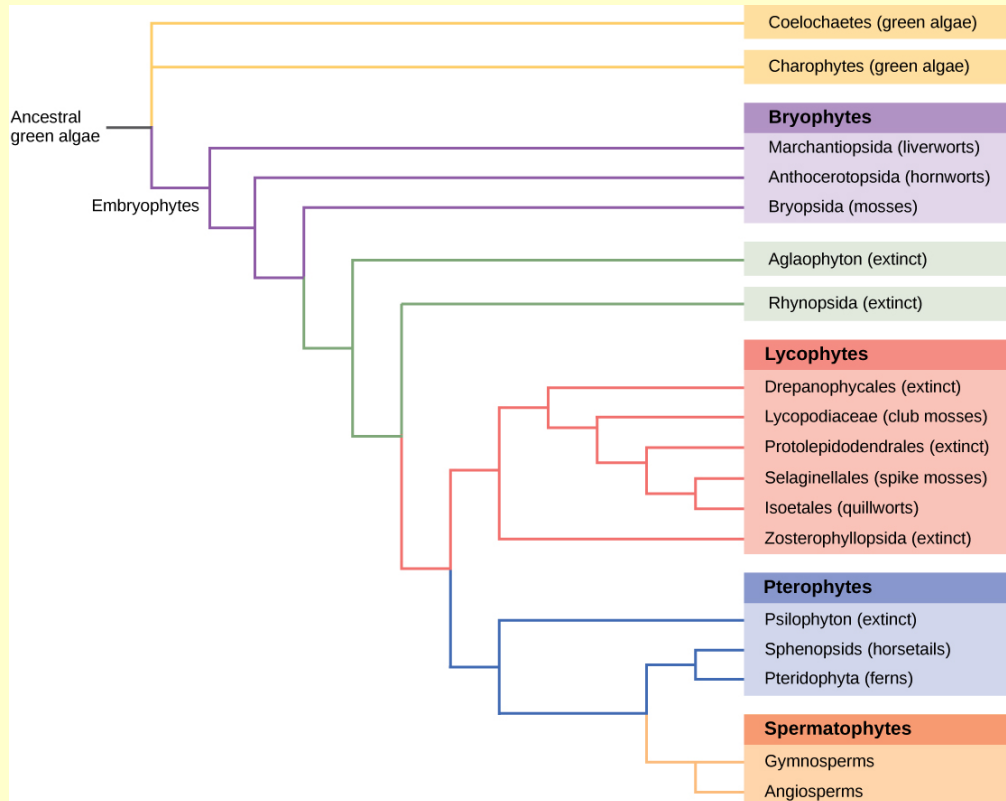 Coelochaetes (green algae)
Charophytes (green algae)
Ancestral
green algae
Bryophytes
Marchantiopsida (liverworts)
Anthocerotopsida (hornworts)
Embryophytes
Bryopsida (mosses)
Aglaophyton (extinct)
Rhynopsida (extinct)
Lycophytes
Drepanophycales (extinct)
Lycopodiaceae (club mosses)
Protolepidodendrales (extinct)
Selaginellales (spike mosses)
Isoetales (quillworts)
Zosterophyllopsida (extinct)
Pterophytes
Psilophyton (extinct)
Sphenopsids (horsetails)
Pteridophyta (ferns)
Spermatophytes
Gymnosperms
Angiosperms